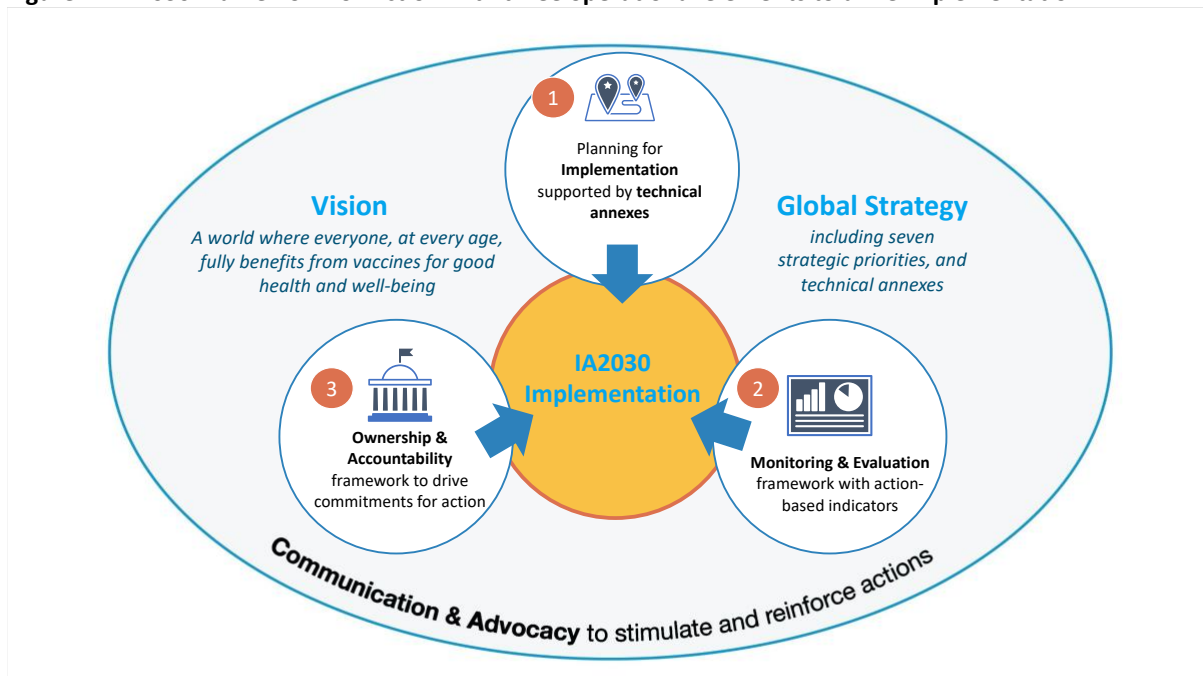 1
Planning for
Implementation
supported by technical
annexes
Vision
A world where everyone, at every age,
fully benefits from vaccines for good
health and well-being
Global Strategy
including seven
strategic priorities, and
technical annexes
IA2030
Implementation
3
Ownership &
Accountability
framework to drive
commitments for action
2
Monitoring & Evaluation
framework with action-
based indicators
Communication & Advocacy to stimulate and reinforce actions